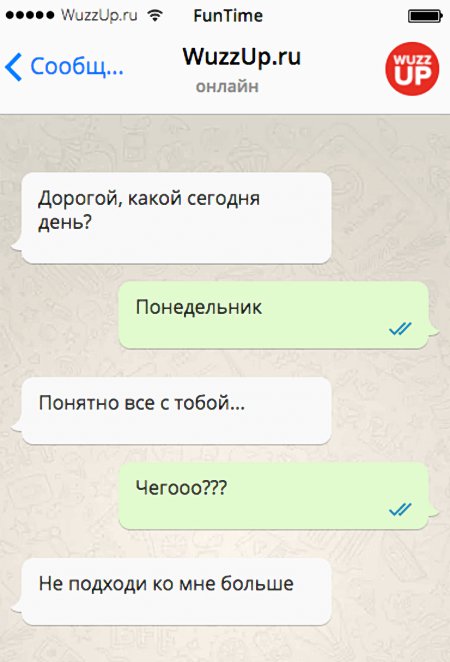 WuzzUp.ru FunTime
Сообщ... WuzzUp.ru
онлайн
WUZZ
UP
Дорогой, какой сегодня
день?
Понедельник
Понятно все с тобой...
Чегооо???
Не подходи ко мне больше